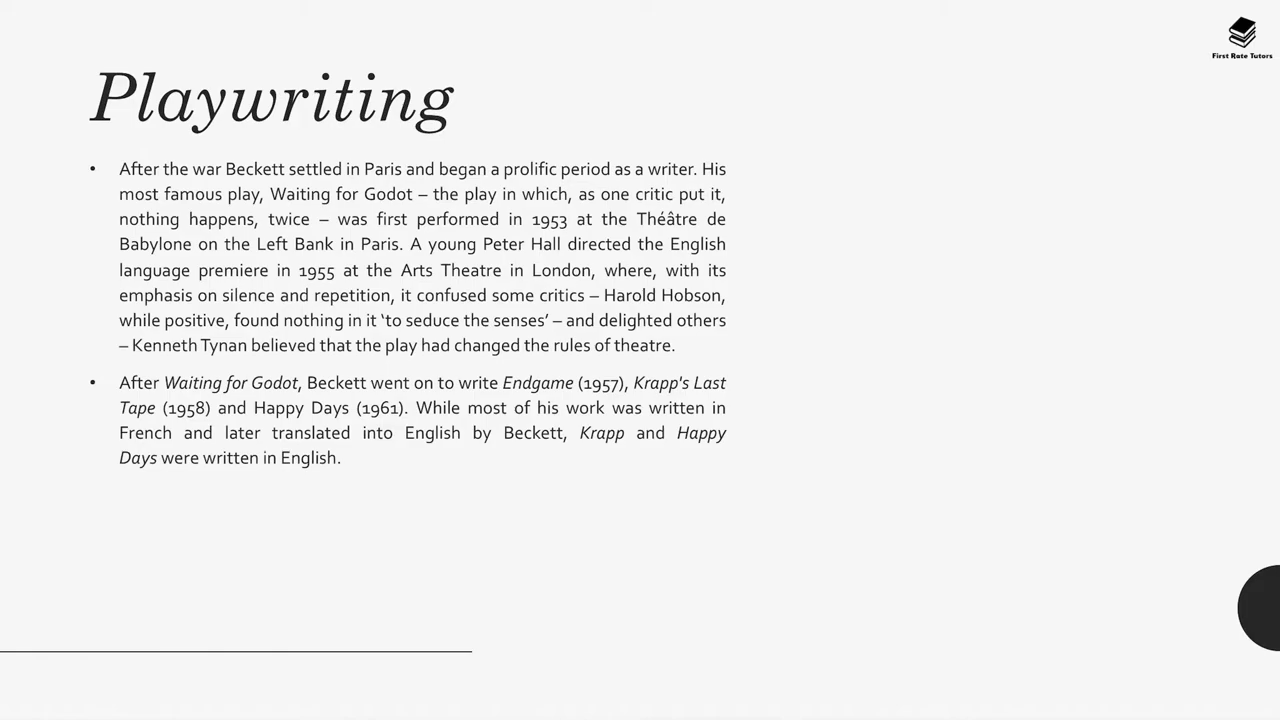 First Rate Tutors
Playwriting
• After the war Beckett settled in Paris and began a prolific period as a writer. His
most famous play, Waiting for Godot – the play in which, as one critic put it,
nothing happens, twice – was first performed in 1953 at the Théâtre de
Babylone on the Left Bank in Paris. A young Peter Hall directed the English
language premiere in 1955 at the Arts Theatre in London, where, with its
emphasis on silence and repetition, it confused some critics – Harold Hobson,
while positive, found nothing in it ‘to seduce the senses’ – and delighted others
– Kenneth Tynan believed that the play had changed the rules of theatre.
• After Waiting for Godot, Beckett went on to write Endgame (1957), Krapp's Last
Tape (1958) and Happy Days (1961). While most of his work was written in
French and later translated into English by Beckett, Krapp and Happy
Days were written in English.